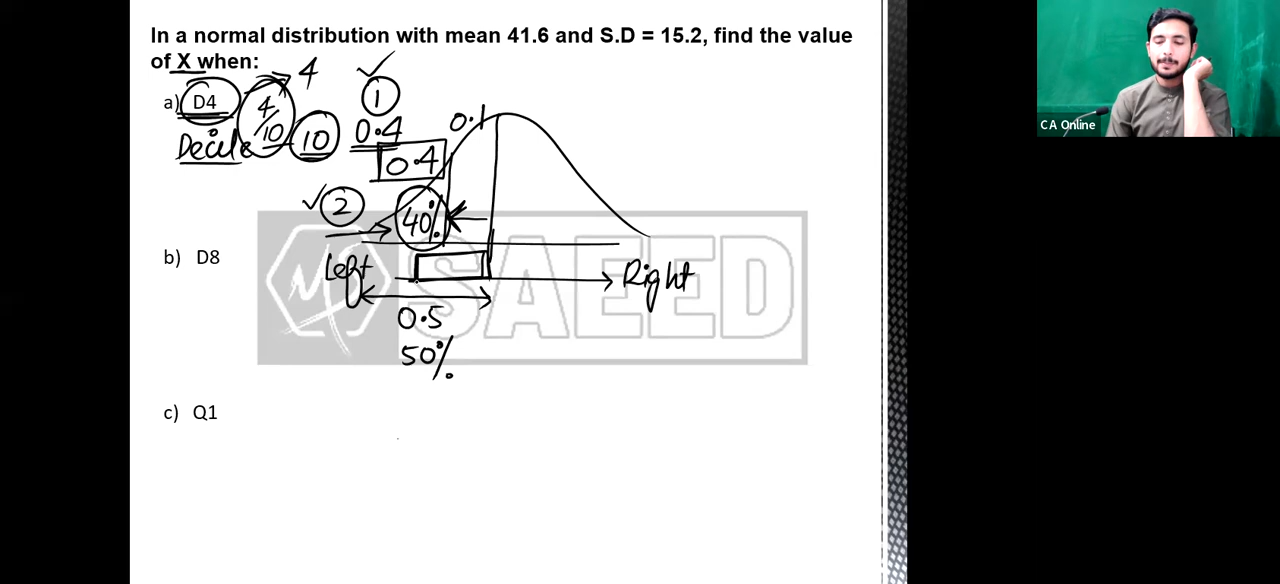 In a normal distribution with mean 41.6 and S.D = 15.2, find the value
of X when:
a) D4
4/10
4
1
Decile
10
0.4
0.1
0.4
2
40%
Left
Right
0.5
50%
b) D8
c) Q1
SAEED
CA Online